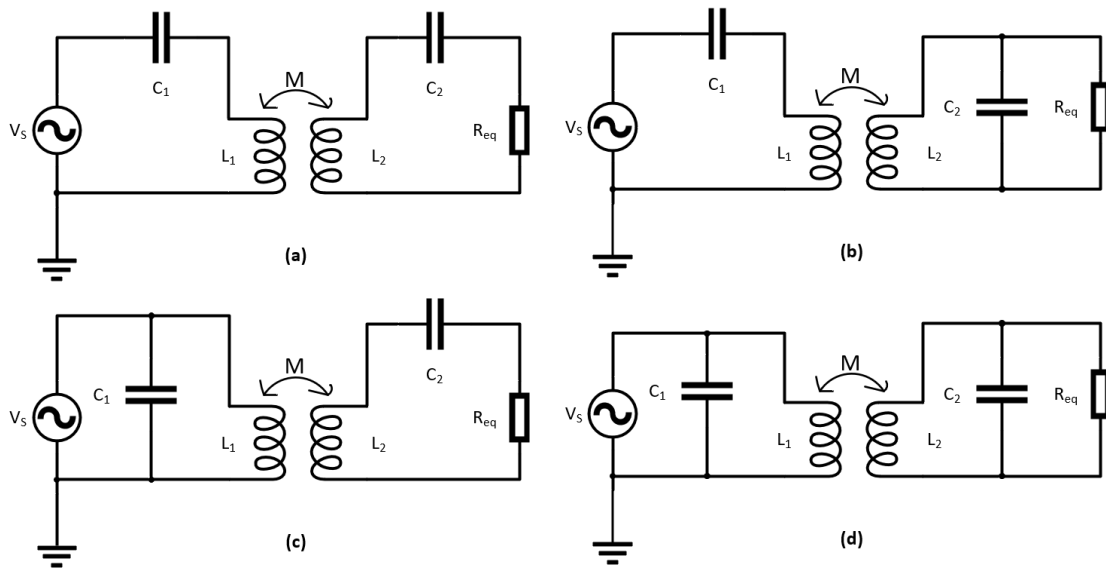 C₁
M
C₂
Vₛ
L₁
L₂
Rₑq
(a)
C₁
M
C₂
Vₛ
L₁
L₂
Rₑq
(b)
C₁
M
C₂
Vₛ
L₁
L₂
Rₑq
(c)
C₁
M
C₂
Vₛ
L₁
L₂
Rₑq
(d)